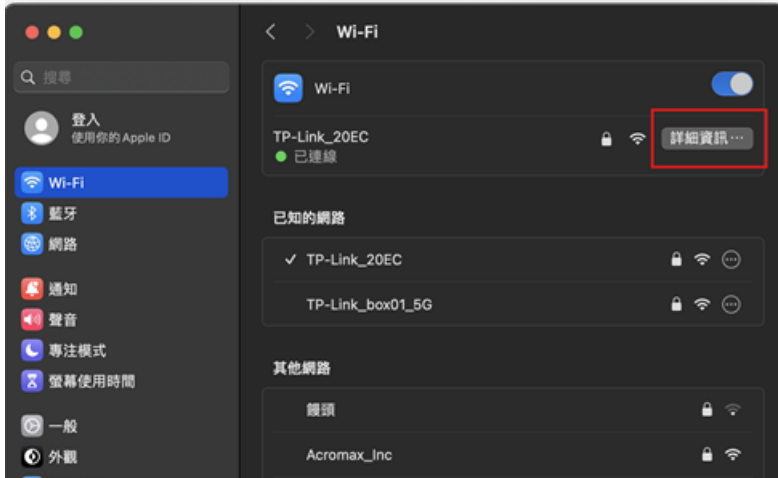 Wi-Fi
搜尋
登入
使用你的 Apple ID
Wi-Fi
藍牙
網路
通知
聲音
專注模式
螢幕使用時間
一般
外觀
Wi-Fi
TP-Link_20EC
已連線
詳細資訊⋯
已知的網路
TP-Link_20EC
TP-Link_box01_5G
其他網路
饅頭
Acromax_Inc